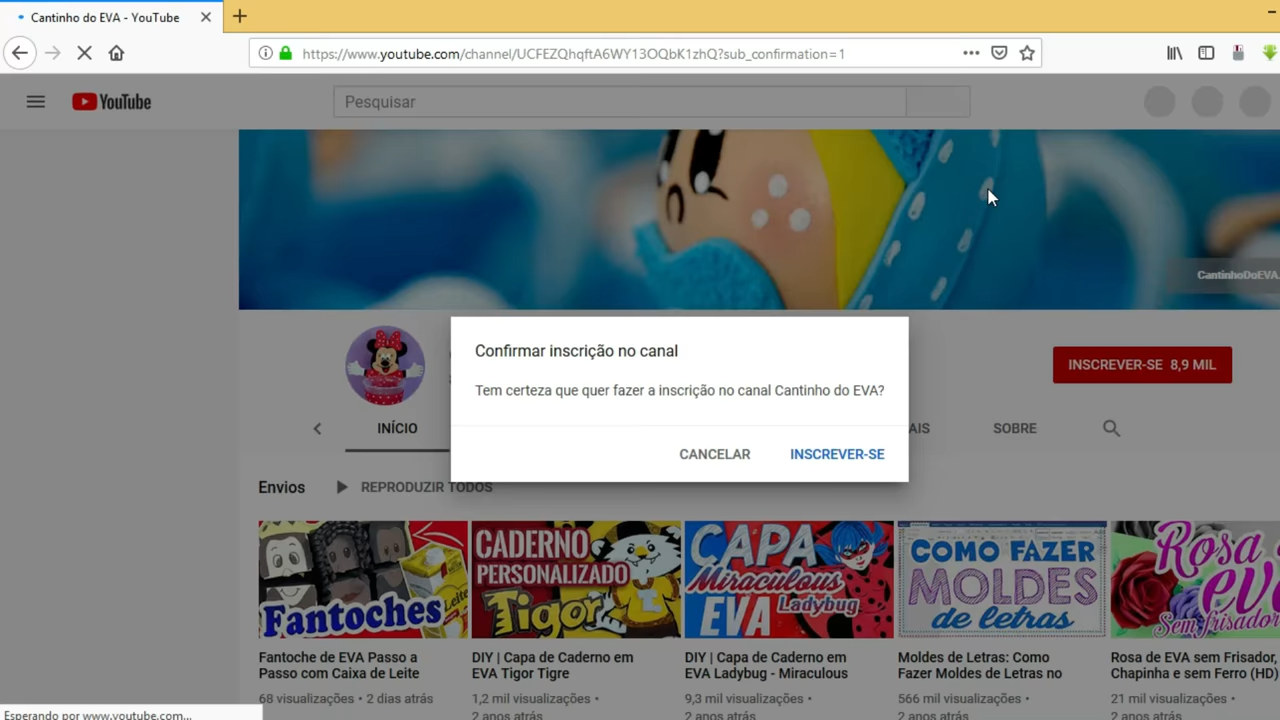 Cantinho do EVA - YouTube
https://www.youtube.com/channel/UCFEZQhqftA6WY13OQbK1zhQ?sub_confirmation=1
YouTube
Pesquisar
CantinhoDoEVA.
Confirmar inscrição no canal
Tem certeza que quer fazer a inscrição no canal Cantinho do EVA?
CANCELAR INSCREVER-SE
INSCREVER-SE 8,9 MIL
INÍCIO AIS SOBRE
Envios REPRODUZIR TODOS
Fantoches
Leite
CADERNO
PERSONALIZADO
Tigor
CAPA
Miraculous
EVA Ladybug
COMO FAZER
MOLDES
de letras
Rosa
eva
Sem frisador
Fantoche de EVA Passo a
Passo com Caixa de Leite
68 visualizações • 2 dias atrás
DIY | Capa de Caderno em
EVA Tigor Tigre
1,2 mil visualizações •
2 anos atrás
DIY | Capa de Caderno em
EVA Ladybug - Miraculous
9,3 mil visualizações •
2 anos atrás
Moldes de Letras: Como
Fazer Moldes de Letras no
566 mil visualizações •
2 anos atrás
Rosa de EVA sem Frisador,
Chapinha e sem Ferro (HD)
21 mil visualizações •
2 anos atrás
Esperando por www.youtube.com...